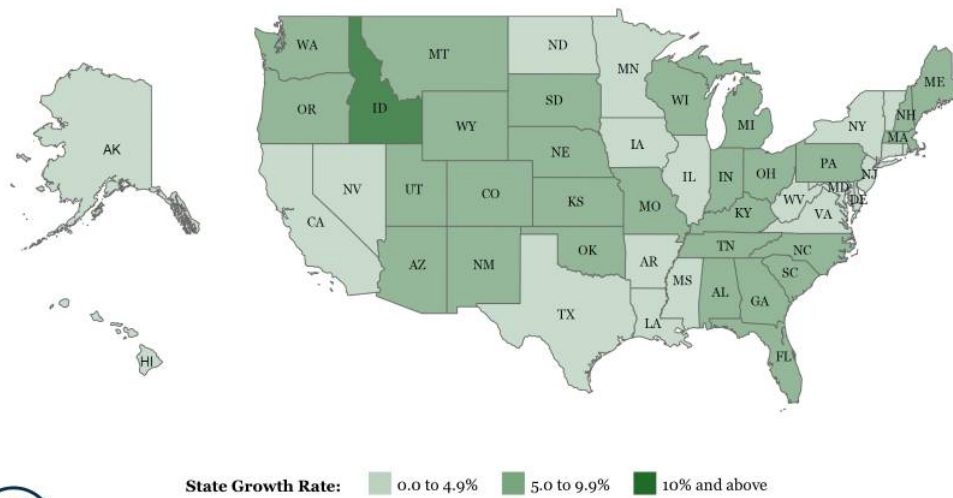 WA
MT
ND
MN
ME
OR
ID
SD
WI
NH
MI
NY
MA
WY
AK
IA
NE
PA
NJ
IL
IN
OH
NV
UT
CO
MD
DE
WV
VA
KS
MO
KY
CA
TN
NC
OK
AZ
NM
AR
SC
MS
AL
GA
TX
LA
FL
HI
State Growth Rate:
0.0 to 4.9%
5.0 to 9.9%
10% and above